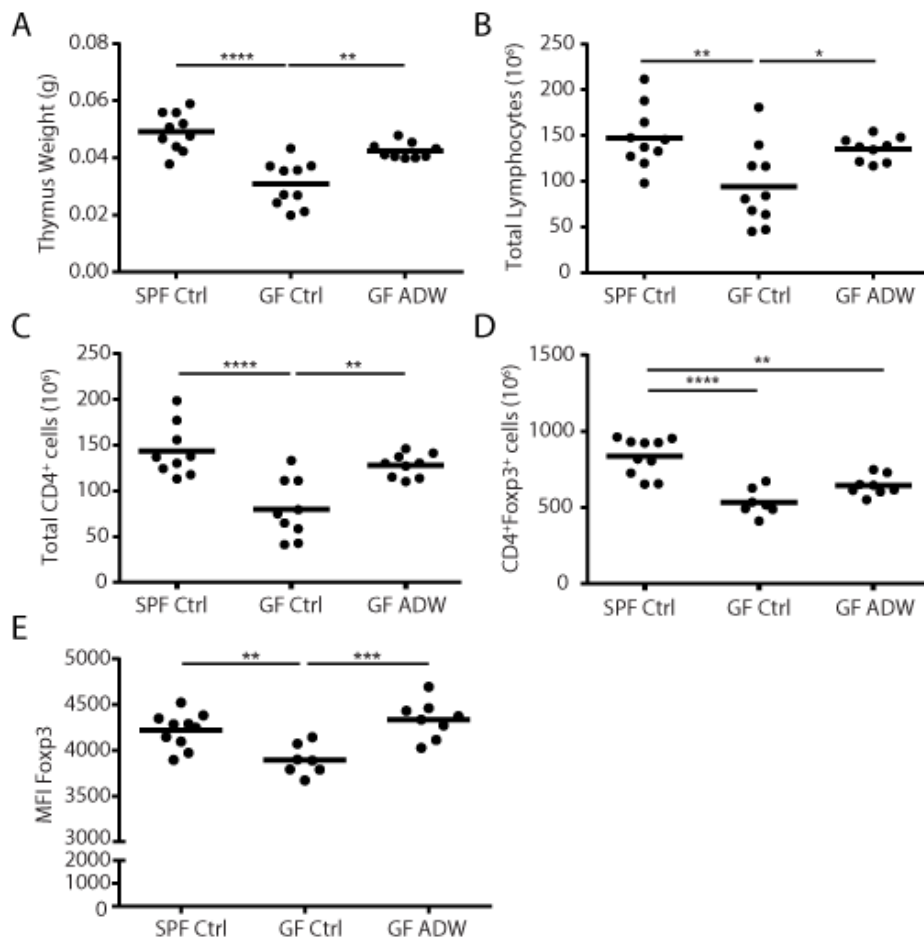 A
Thymus Weight (g)
0.08
0.06
0.04
0.02
0.00
****
**
SPF Ctrl
GF Ctrl
GF ADW
B
Total Lymphocytes (10⁶)
250
200
150
100
50
0
**
*
SPF Ctrl
GF Ctrl
GF ADW
C
Total CD4⁺ cells (10⁶)
250
200
150
100
50
0
****
**
SPF Ctrl
GF Ctrl
GF ADW
D
CD4⁺Foxp3⁺ cells (10⁶)
1500
1000
500
0
**
****
SPF Ctrl
GF Ctrl
GF ADW
E
MFI Foxp3
5000
4500
4000
3500
3000
2000
1000
0
**
***
SPF Ctrl
GF Ctrl
GF ADW